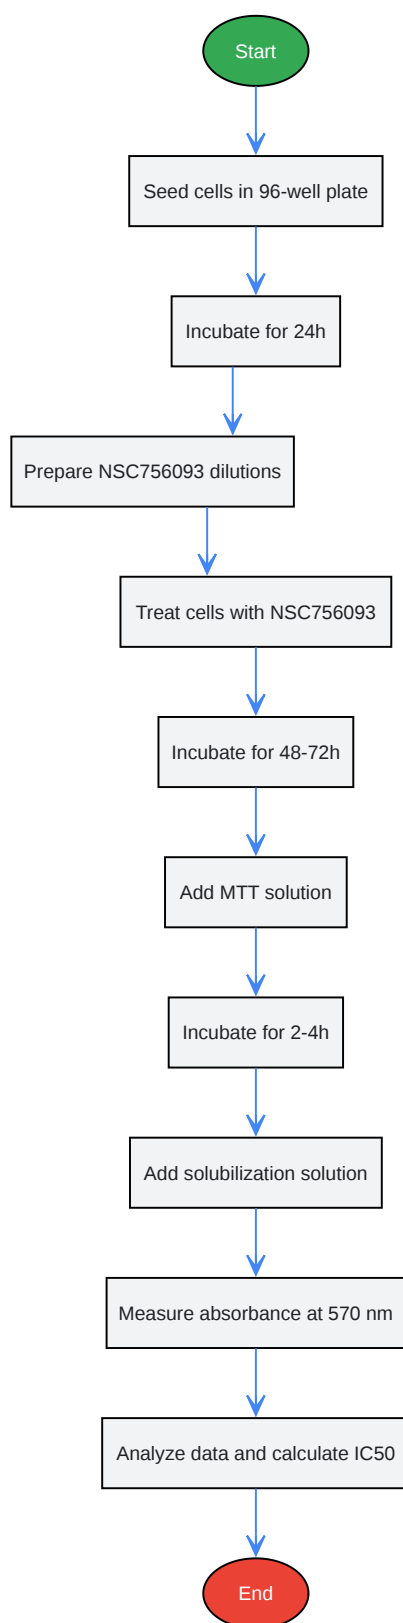 Start
Seed cells in 96-well plate
Incubate for 24h
Prepare NSC756093 dilutions
Treat cells with NSC756093
Incubate for 48-72h
Add MTT solution
Incubate for 2-4h
Add solubilization solution
Measure absorbance at 570 nm
Analyze data and calculate IC50
End